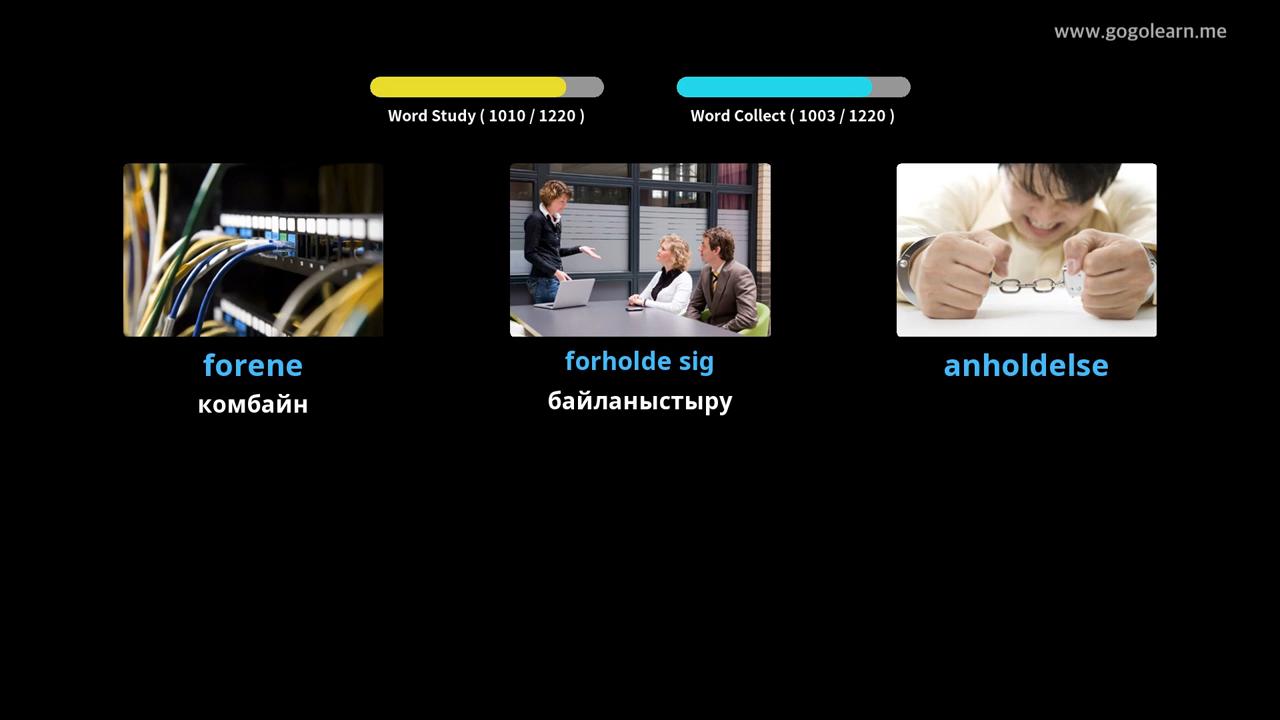 www.gogolearn.me
Word Study ( 1010 / 1220 )
Word Collect ( 1003 / 1220 )
forene
комбайн
forholde sig
байланыстыру
anholdelse